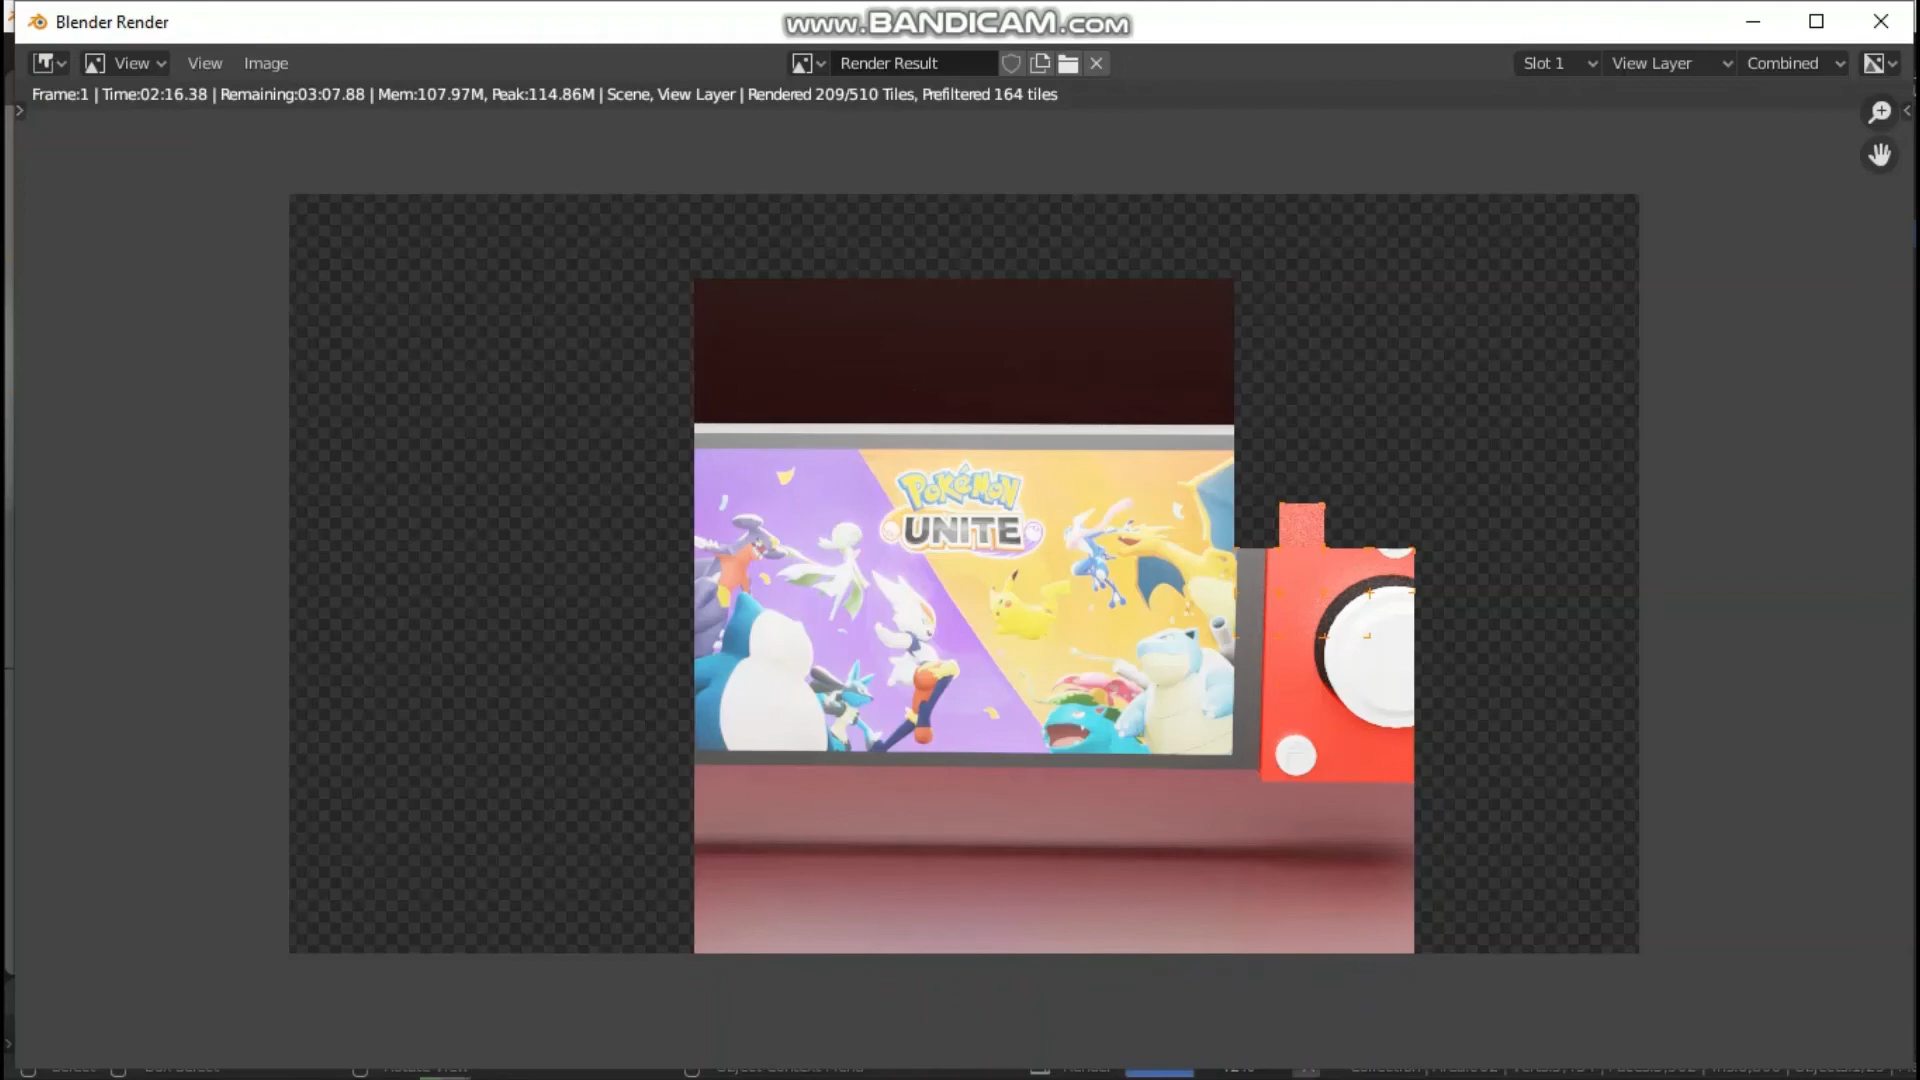 Blender Render
www.BANDICAM.com
View
View
Image
Render Result
Slot 1
View Layer
Combined
Frame:1 | Time:02:16.38 | Remaining:03:07.88 | Mem:107.97M, Peak:114.86M | Scene, View Layer | Rendered 209/510 Tiles, Prefiltered 164 tiles
POKéMON
UNITE